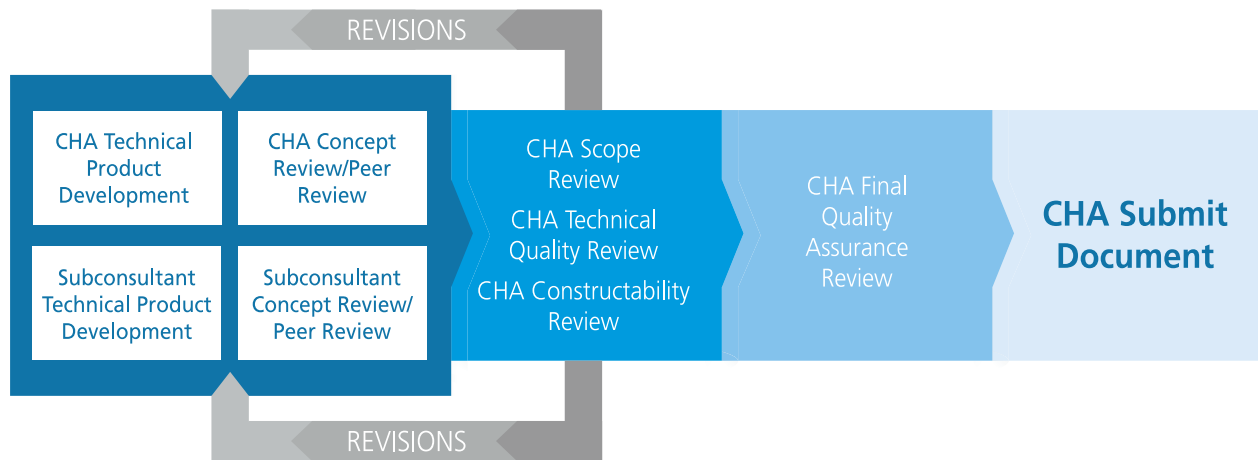 REVISIONS
CHA Technical
Product
Development
CHA Concept
Review/Peer
Review
Subconsultant
Technical Product
Development
Subconsultant
Concept Review/
Peer Review
CHA Scope
Review
CHA Technical
Quality Review
CHA Constructability
Review
CHA Final
Quality
Assurance
Review
CHA Submit
Document
REVISIONS